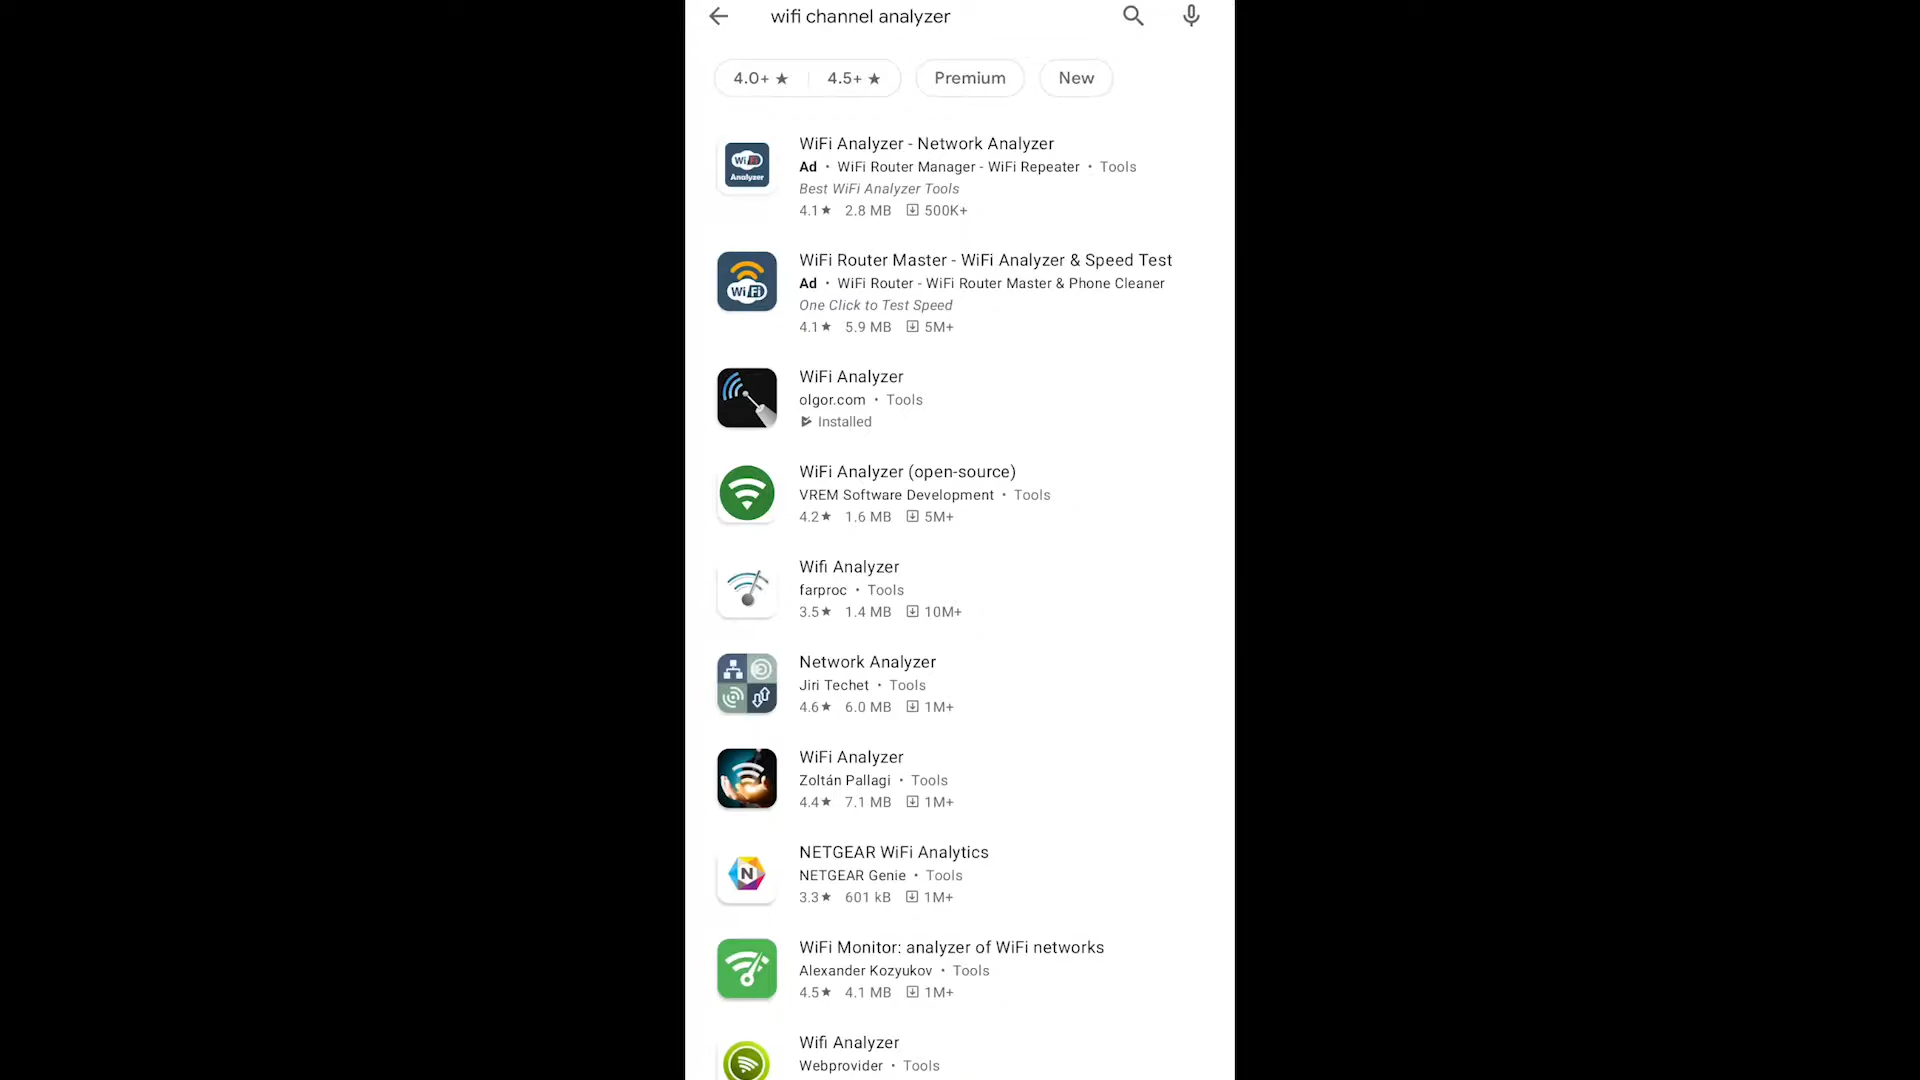 wifi channel analyzer
4.0+ ★ 4.5+ ★ Premium New
WiFi Analyzer - Network Analyzer
Ad • WiFi Router Manager - WiFi Repeater • Tools
Best WiFi Analyzer Tools
4.1★ 2.8 MB 500K+
WiFi Analyzer
WiFi Router Master - WiFi Analyzer & Speed Test
Ad • WiFi Router - WiFi Router Master & Phone Cleaner
One Click to Test Speed
4.1★ 5.9 MB 5M+
WiFi
WiFi Analyzer
olgor.com • Tools
Installed
WiFi Analyzer (open-source)
VREM Software Development • Tools
4.2★ 1.6 MB 5M+
Wifi Analyzer
farproc • Tools
3.5★ 1.4 MB 10M+
Network Analyzer
Jiri Techet • Tools
4.6★ 6.0 MB 1M+
WiFi Analyzer
Zoltán Pallagi • Tools
4.4★ 7.1 MB 1M+
NETGEAR WiFi Analytics
NETGEAR Genie • Tools
3.3★ 601 kB 1M+
N
WiFi Monitor: analyzer of WiFi networks
Alexander Kozyukov • Tools
4.5★ 4.1 MB 1M+
Wifi Analyzer
Webprovider • Tools